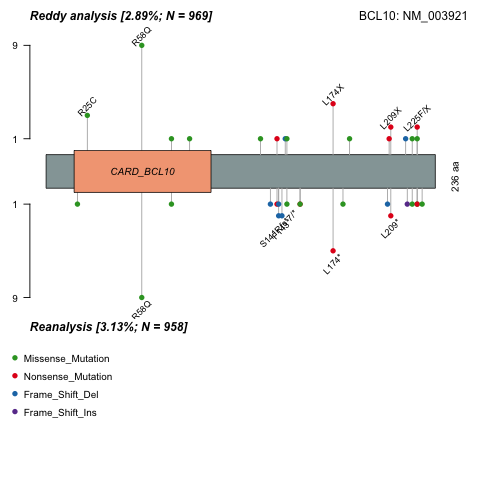 Reddy analysis [2.89%; N = 969]
BCL10: NM_003921
9
1
R58Q
R25C
L174X
L209X
L225F/X
CARD_BCL10
236 aa
1
9
L174*
L209*
R58Q
Reanalysis [3.13%; N = 958]
Missense_Mutation
Nonsense_Mutation
Frame_Shift_Del
Frame_Shift_Ins